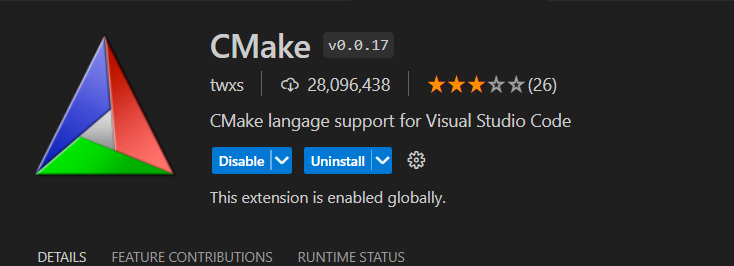 CMake v0.0.17
twxs 28,096,438 (26)
CMake langage support for Visual Studio Code
Disable Uninstall
This extension is enabled globally.
DETAILS FEATURE CONTRIBUTIONS RUNTIME STATUS